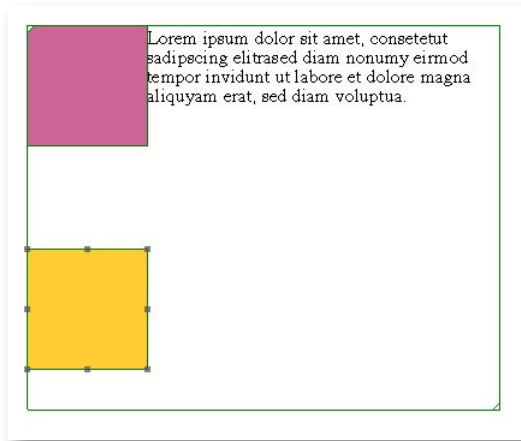 Lorem ipsum dolor sit amet, consetetut
sadipscing elitrased diam nonumy eirmod
tempor invidunt ut labore et dolore magna
aliquyam erat, sed diam voluptua.